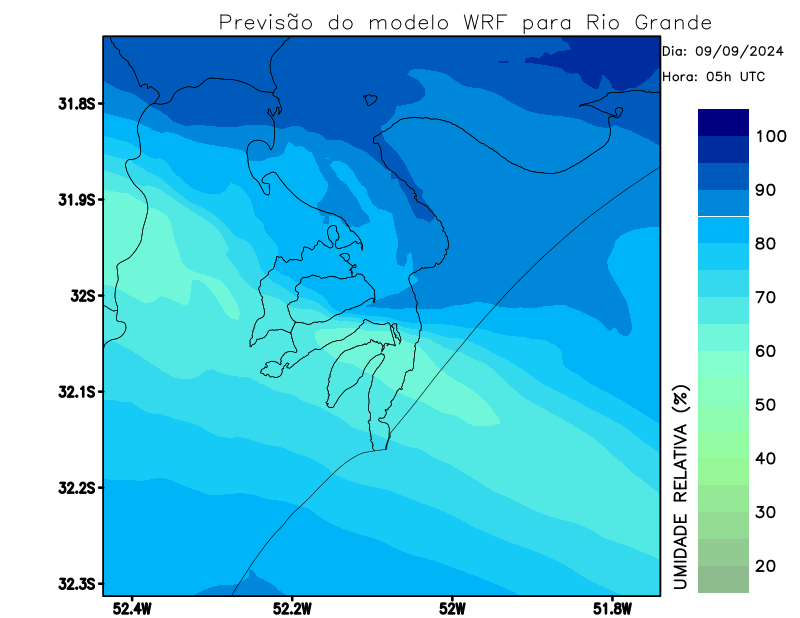 Previsão do modelo WRF para Rio Grande
Dia: 09/09/2024
Hora: 05h UTC
31.8S
31.9S
32S
32.1S
32.2S
32.3S
52.4W
52.2W
52W
51.8W
100
90
80
70
60
50
40
30
20
UMIDADE RELATIVA (%)